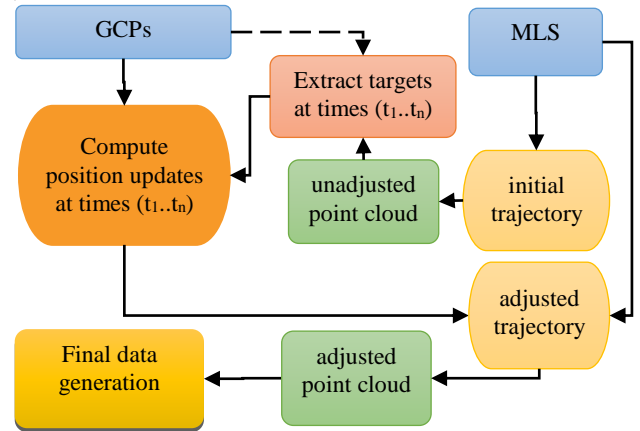 GCPs
MLS
Extract targets
at times (t₁..tₙ)
Compute
position updates
at times (t₁..tₙ)
unadjusted
point cloud
initial
trajectory
adjusted
trajectory
Final data
generation
adjusted
point cloud